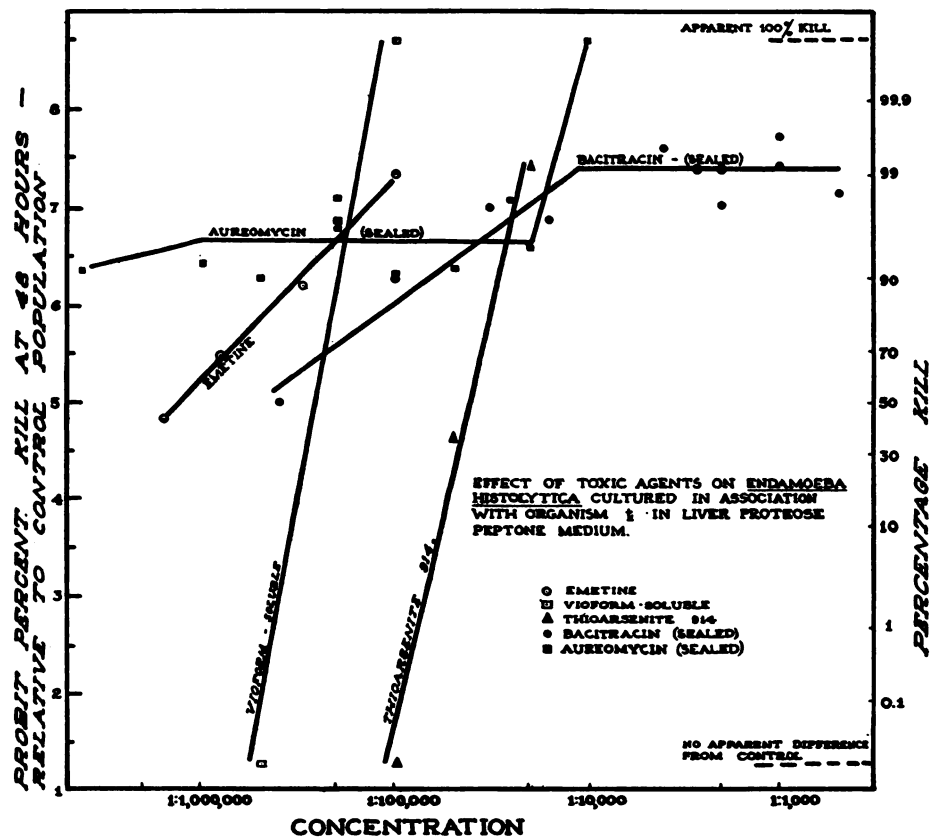 APPARENT 100% KILL
PROBIT PERCENT KILL AT 48 HOURS —
RELATIVE TO CONTROL POPULATION
8
7
6
5
4
3
2
1
99.9
99
90
70
50
30
10
1
0.1
PERCENTAGE KILL
BACITRACIN - (SEALED)
AUREOMYCIN (SEALED)
EMETINE
VIOFORM - SOLUBLE
THIOARSENITE 914.
EFFECT OF TOXIC AGENTS ON ENDAMOEBA
HISTOLYTICA CULTURED IN ASSOCIATION
WITH ORGANISM IN LIVER PROTEOSE
PEPTONE MEDIUM.
EMETINE
VIOFORM - SOLUBLE
THIOARSENITE 914
BACITRACIN (SEALED)
AUREOMYCIN (SEALED)
NO APPARENT DIFFERENCE
FROM CONTROL
1:1,000,000
1:100,000
1:10,000
1:1,000
CONCENTRATION